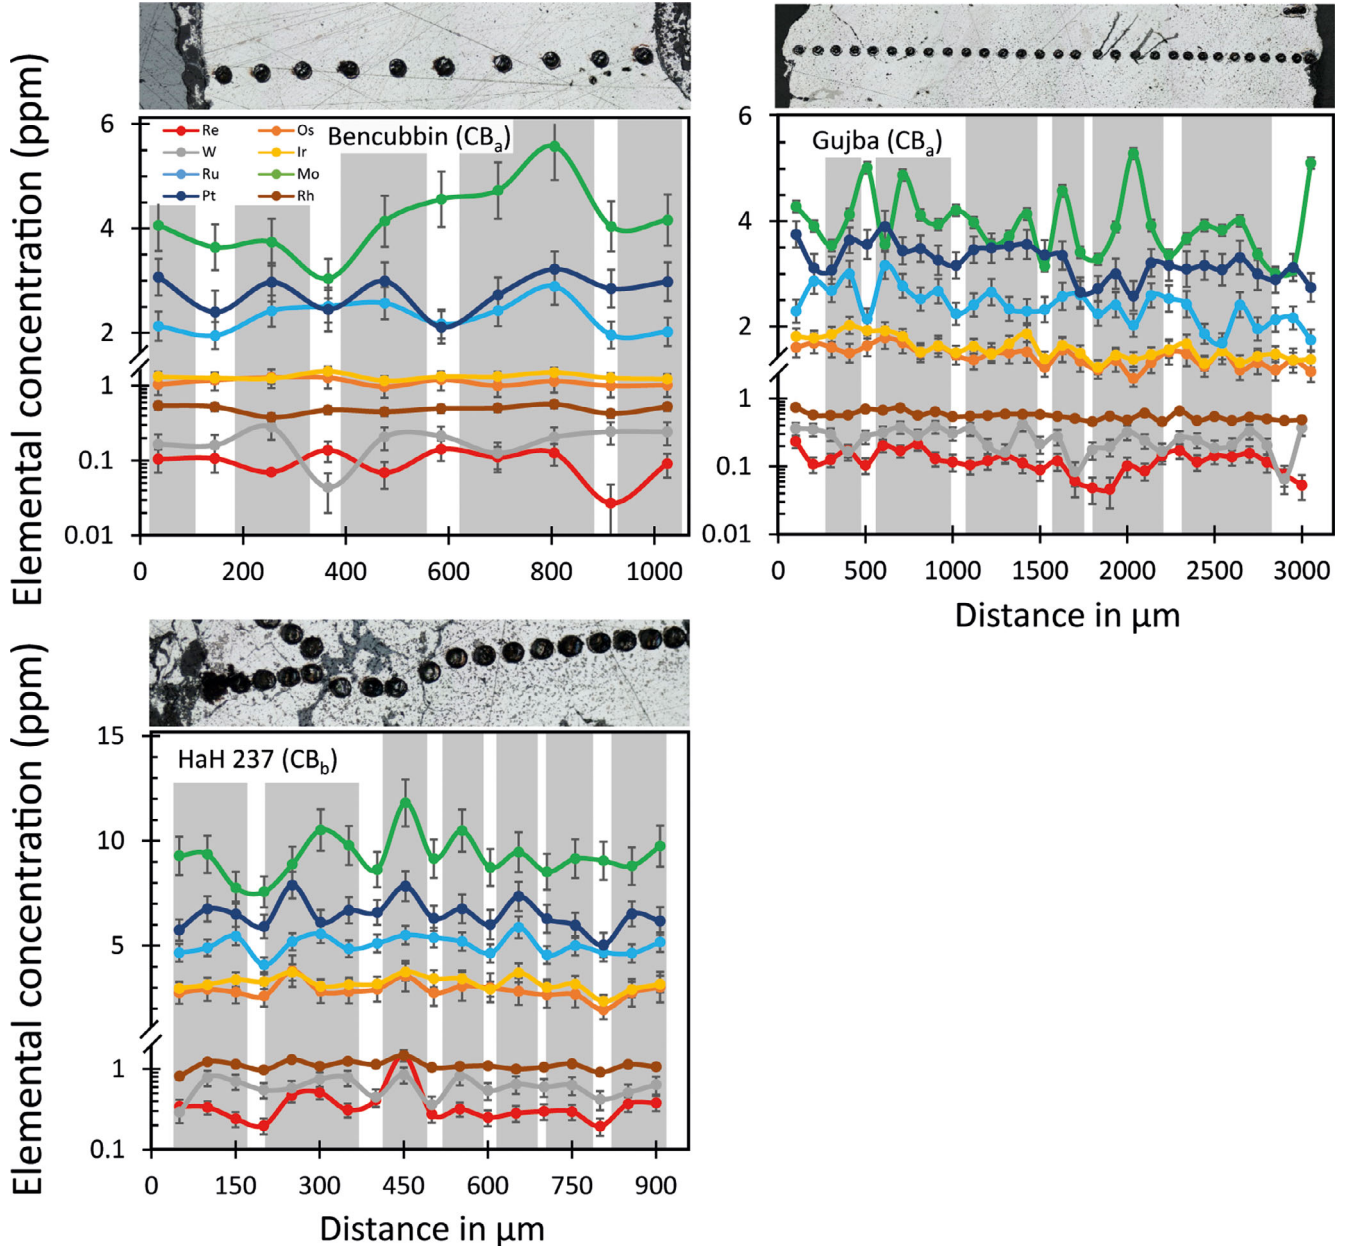 Elemental concentration (ppm)
Bencubbin (CBa)
Re
Os
W
Ir
Ru
Mo
Pt
Rh
6
4
2
1
0.1
0.01
0 200 400 600 800 1000
Gujba (CBa)
6
4
2
1
0.1
0.01
0 500 1000 1500 2000 2500 3000
Distance in µm
Elemental concentration (ppm)
HaH 237 (CBb)
15
10
5
1
0.1
0 150 300 450 600 750 900
Distance in µm